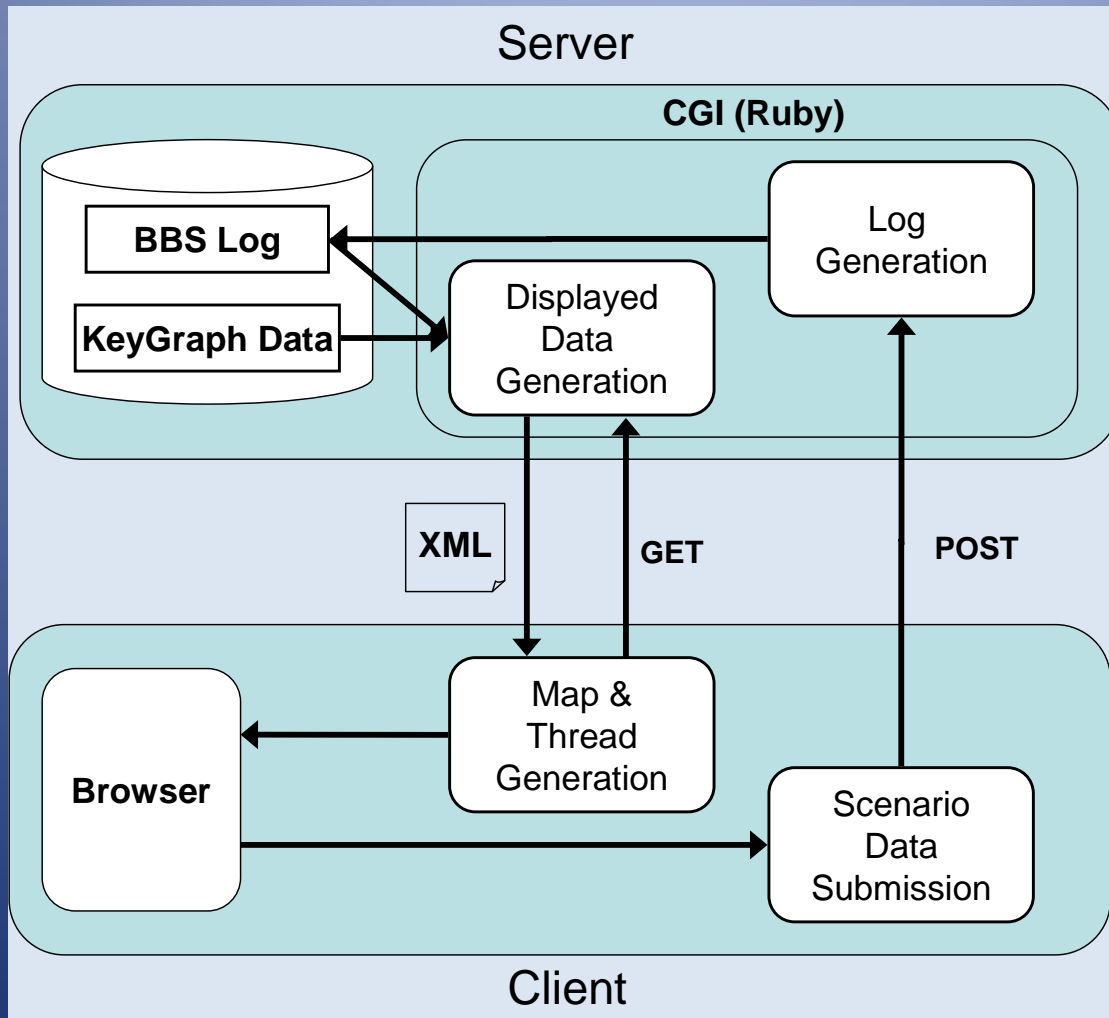 Server
CGI (Ruby)
BBS Log
KeyGraph Data
Displayed
Data
Generation
Log
Generation
XML
GET
POST
Browser
Map &
Thread
Generation
Scenario
Data
Submission
Client